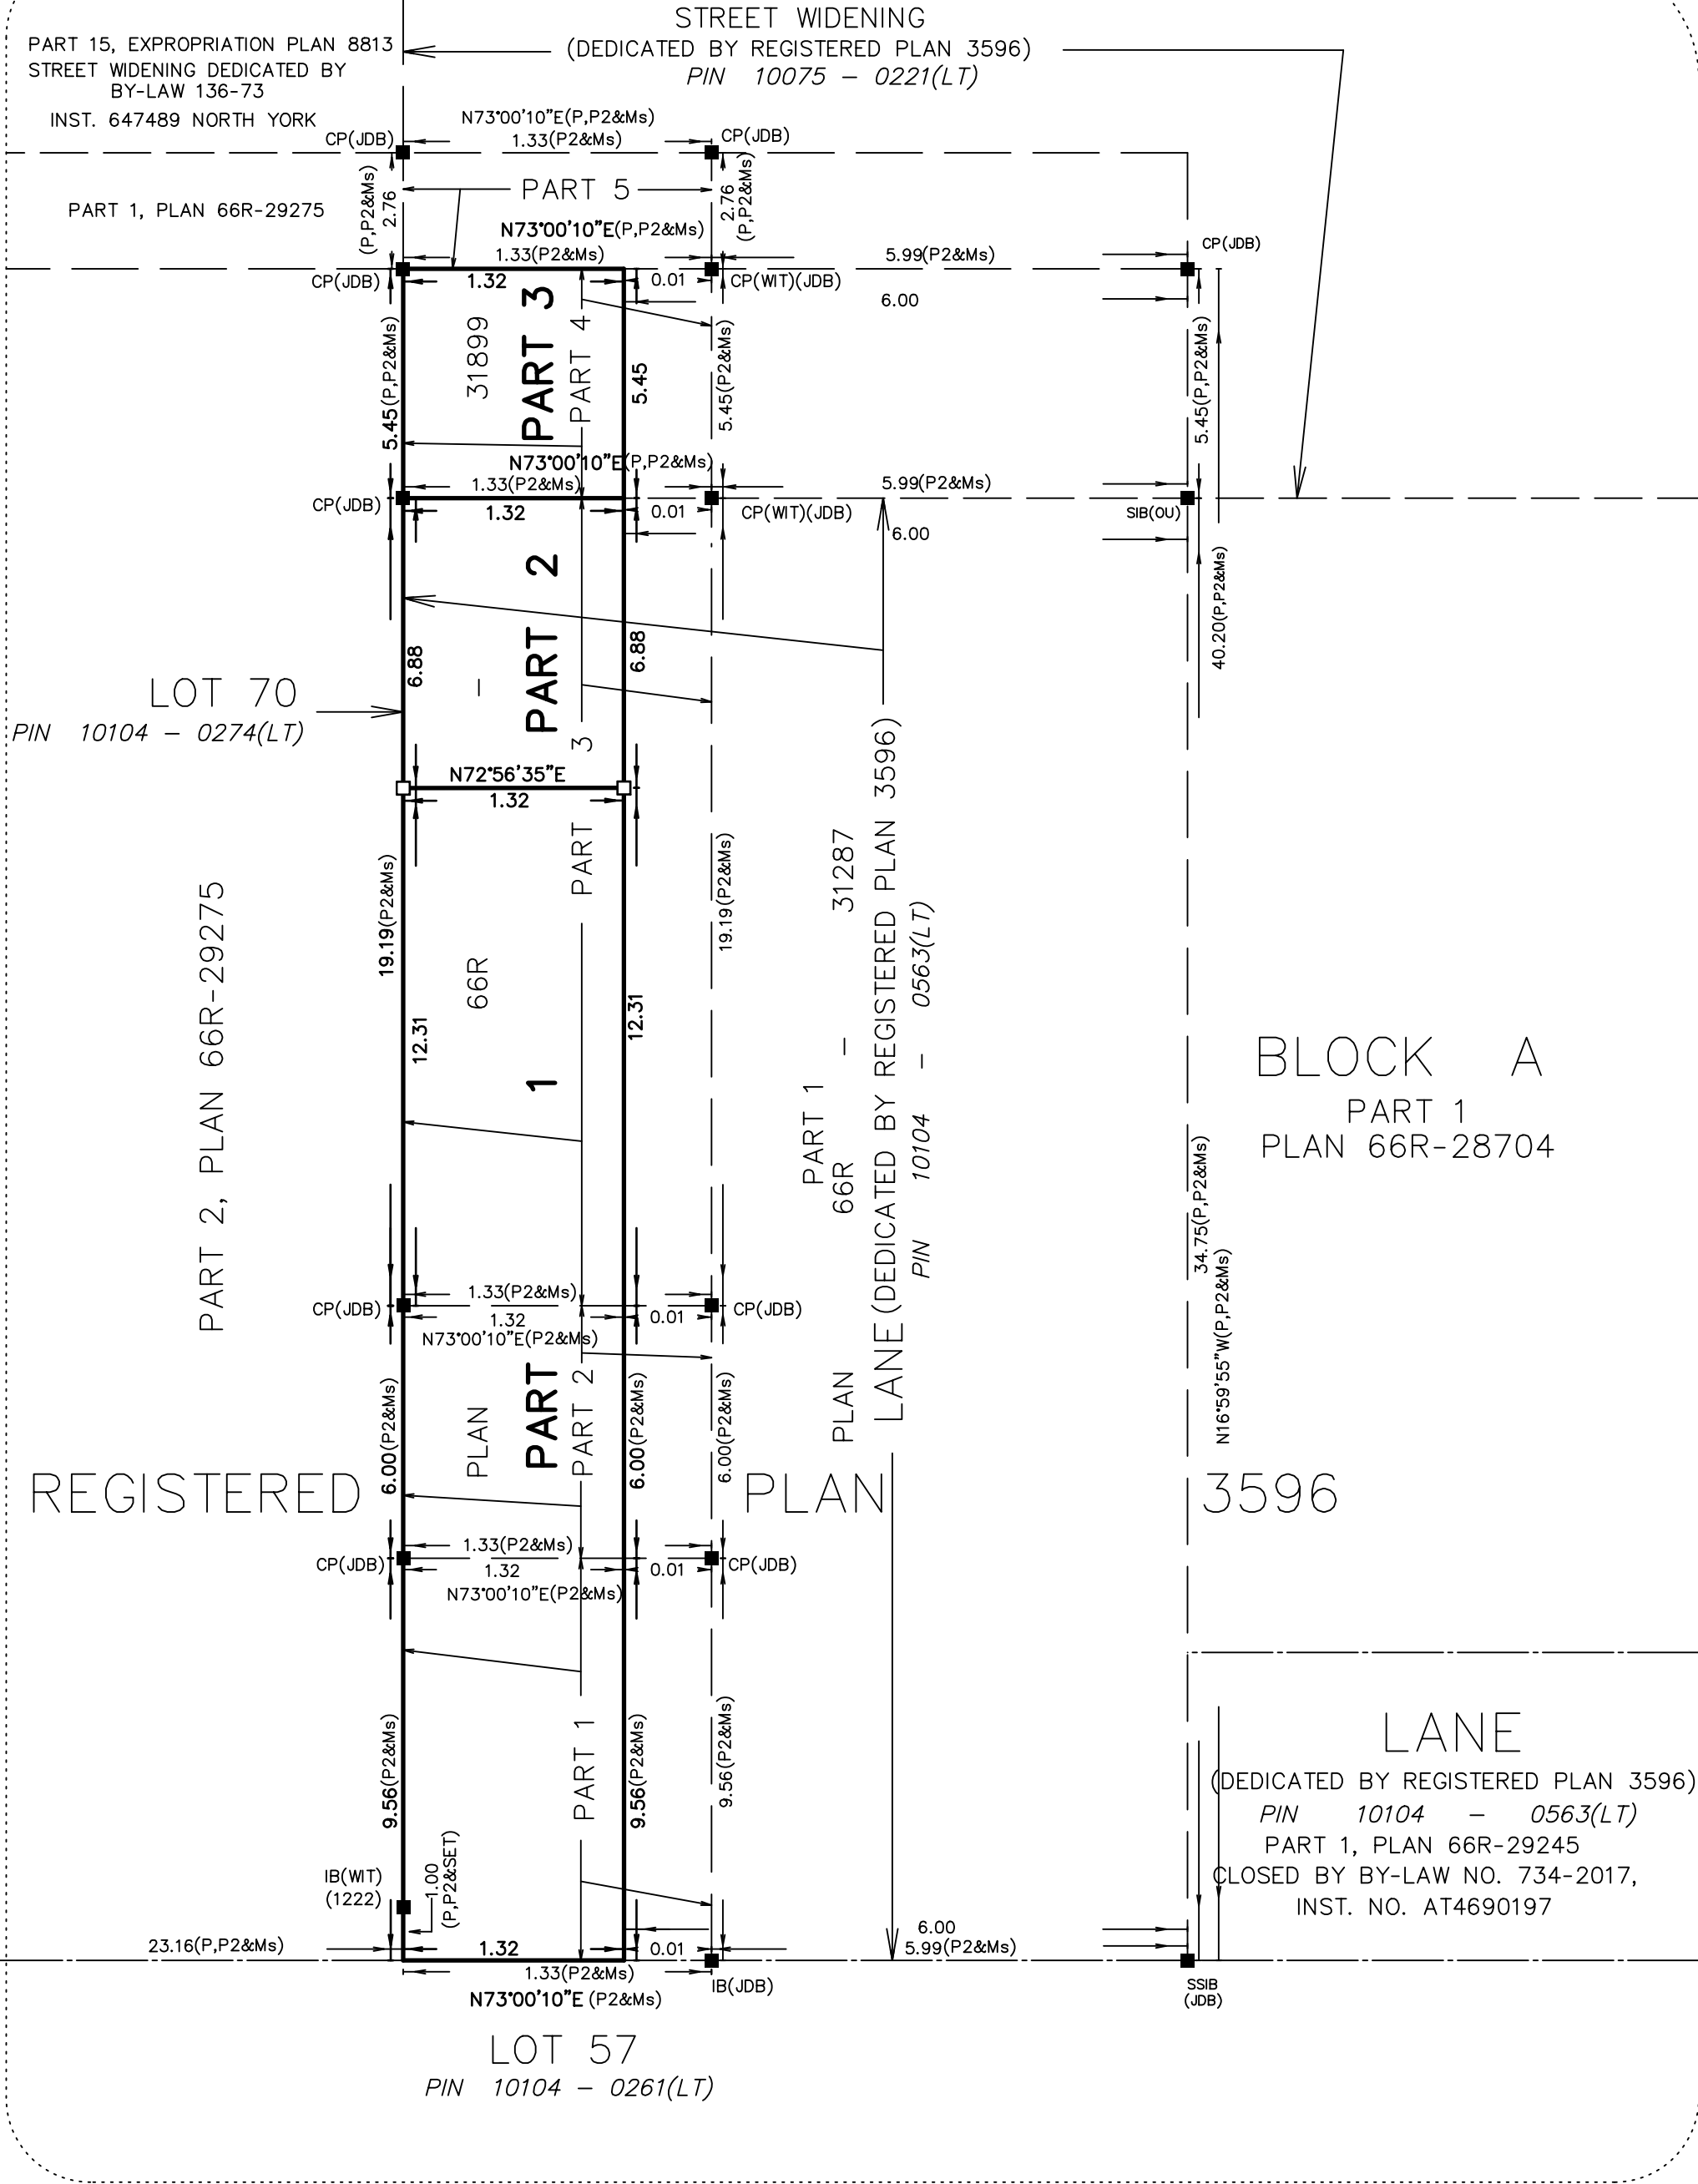 STREET WIDENING
(DEDICATED BY REGISTERED PLAN 3596)
PIN 10075 – 0221(LT)
PART 15, EXPROPRIATION PLAN 8813
STREET WIDENING DEDICATED BY
BY-LAW 136-73
INST. 647489 NORTH YORK
N73°00'10"E(P,P2&Ms)
CP(JDB)
1.33(P2&Ms)
CP(JDB)
(P,P2&Ms)
2.76
PART 5
2.76
(P,P2&Ms)
PART 1, PLAN 66R-29275
N73°00'10"E(P,P2&Ms)
1.33(P2&Ms)
5.99(P2&Ms)
CP(JDB)
CP(JDB)
1.32
0.01
CP(WIT)(JDB)
6.00
5.45(P,P2&Ms)
31899
PART 3
PART 4
5.45
5.45(P2&Ms)
5.45(P,P2&Ms)
N73°00'10"E(P,P2&Ms)
1.33(P2&Ms)
5.99(P2&Ms)
CP(JDB)
1.32
0.01
CP(WIT)(JDB)
SIB(OU)
6.00
40.20(P,P2&Ms)
PART 2
6.88
–
6.88
LOT 70
PIN 10104 – 0274(LT)
N72°56'35"E
1.32
PART 3
19.19(P2&Ms)
19.19(P2&Ms)
PART 2, PLAN 66R-29275
12.31
12.31
PLAN 66R
PART 1
PART 1
PLAN 66R – 31287
LANE (DEDICATED BY REGISTERED PLAN 3596)
PIN 10104 – 0563(LT)
BLOCK A
PART 1
PLAN 66R-28704
34.75(P,P2&Ms)
N16°59'55"W(P,P2&Ms)
1.33(P2&Ms)
CP(JDB)
1.32
0.01
CP(JDB)
N73°00'10"E(P2&Ms)
6.00(P2&Ms)
PART 2
6.00(P2&Ms)
6.00(P2&Ms)
REGISTERED PLAN 3596
1.33(P2&Ms)
CP(JDB)
1.32
0.01
CP(JDB)
N73°00'10"E(P2&Ms)
9.56(P2&Ms)
PART 1
9.56(P2&Ms)
9.56(P2&Ms)
LANE
(DEDICATED BY REGISTERED PLAN 3596)
PIN 10104 – 0563(LT)
PART 1, PLAN 66R-29245
CLOSED BY BY-LAW NO. 734-2017,
INST. NO. AT4690197
IB(WIT)
(1222)
1.00
(P,P2&SET)
23.16(P,P2&Ms)
1.32
0.01
6.00
5.99(P2&Ms)
1.33(P2&Ms)
IB(JDB)
SSIB
(JDB)
N73°00'10"E (P2&Ms)
LOT 57
PIN 10104 – 0261(LT)